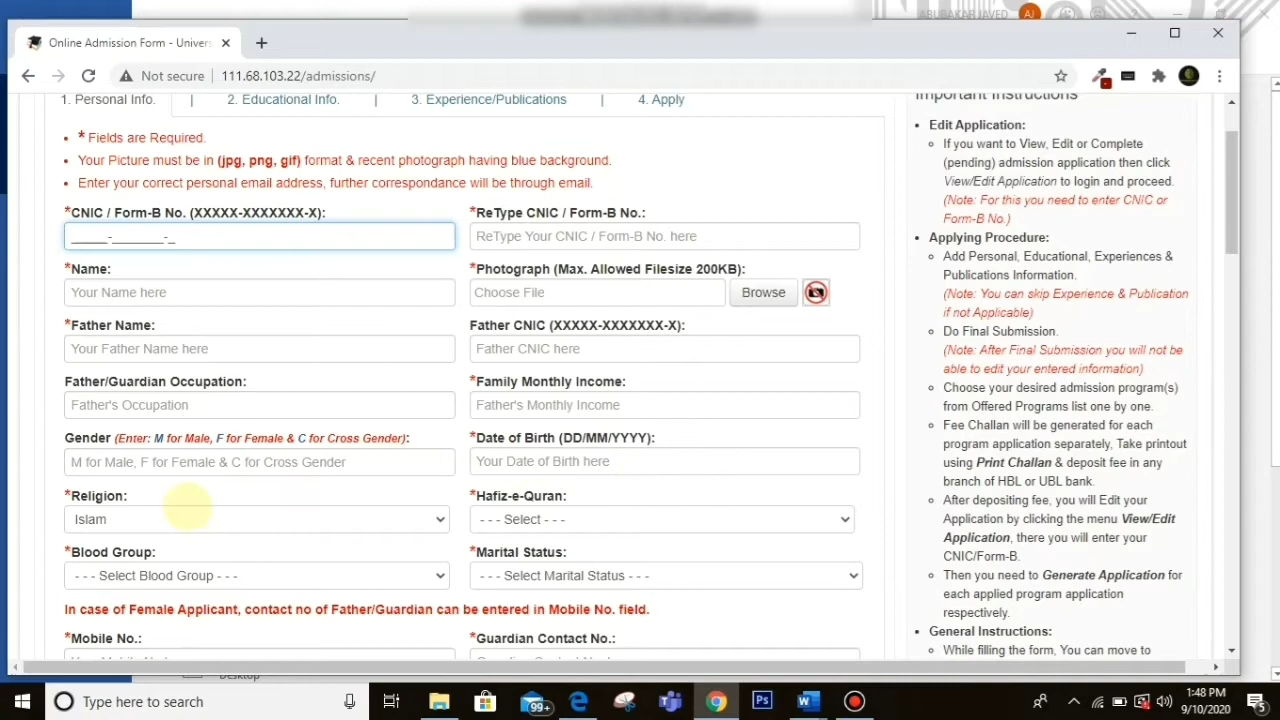 ABUBAKAR JAVED AJ
Online Admission Form - Univers
Not secure 111.68.103.22/admissions/
1. Personal Info. | 2. Educational Info. | 3. Experience/Publications | 4. Apply
* Fields are Required.
Your Picture must be in (jpg, png, gif) format & recent photograph having blue background.
Enter your correct personal email address, further correspondence will be through email.
*CNIC / Form-B No. (XXXXX-XXXXXXX-X):
_____-_______-_
*ReType CNIC / Form-B No.:
ReType Your CNIC / Form-B No. here
*Name:
Your Name here
*Photograph (Max. Allowed Filesize 200KB):
Choose File Browse
*Father Name:
Your Father Name here
Father CNIC (XXXXX-XXXXXXX-X):
Father CNIC here
Father/Guardian Occupation:
Father's Occupation
*Family Monthly Income:
Father's Monthly Income
Gender (Enter: M for Male, F for Female & C for Cross Gender):
M for Male, F for Female & C for Cross Gender
*Date of Birth (DD/MM/YYYY):
Your Date of Birth here
*Religion:
Islam
*Hafiz-e-Quran:
- - - Select - - -
*Blood Group:
- - - Select Blood Group - - -
*Marital Status:
- - - Select Marital Status - - -
In case of Female Applicant, contact no of Father/Guardian can be entered in Mobile No. field.
*Mobile No.:
*Guardian Contact No.:
Important Instructions
Edit Application:
If you want to View, Edit or Complete
(pending) admission application then click
View/Edit Application to login and proceed.
(Note: For this you need to enter CNIC or
Form-B No.)
Applying Procedure:
Add Personal, Educational, Experiences &
Publications Information.
(Note: You can skip Experience & Publication
if not Applicable)
Do Final Submission.
(Note: After Final Submission you will not be
able to edit your entered information)
Choose your desired admission program(s)
from Offered Programs list one by one.
Fee Challan will be generated for each
program application separately, Take printout
using Print Challan & deposit fee in any
branch of HBL or UBL bank.
After depositing fee, you will Edit your
Application by clicking the menu View/Edit
Application, there you will enter your
CNIC/Form-B.
Then you need to Generate Application for
each applied program application
respectively.
General Instructions:
While filling the form, You can move to
Desktop
Type here to search
99+
Ps
1:48 PM
9/10/2020
5